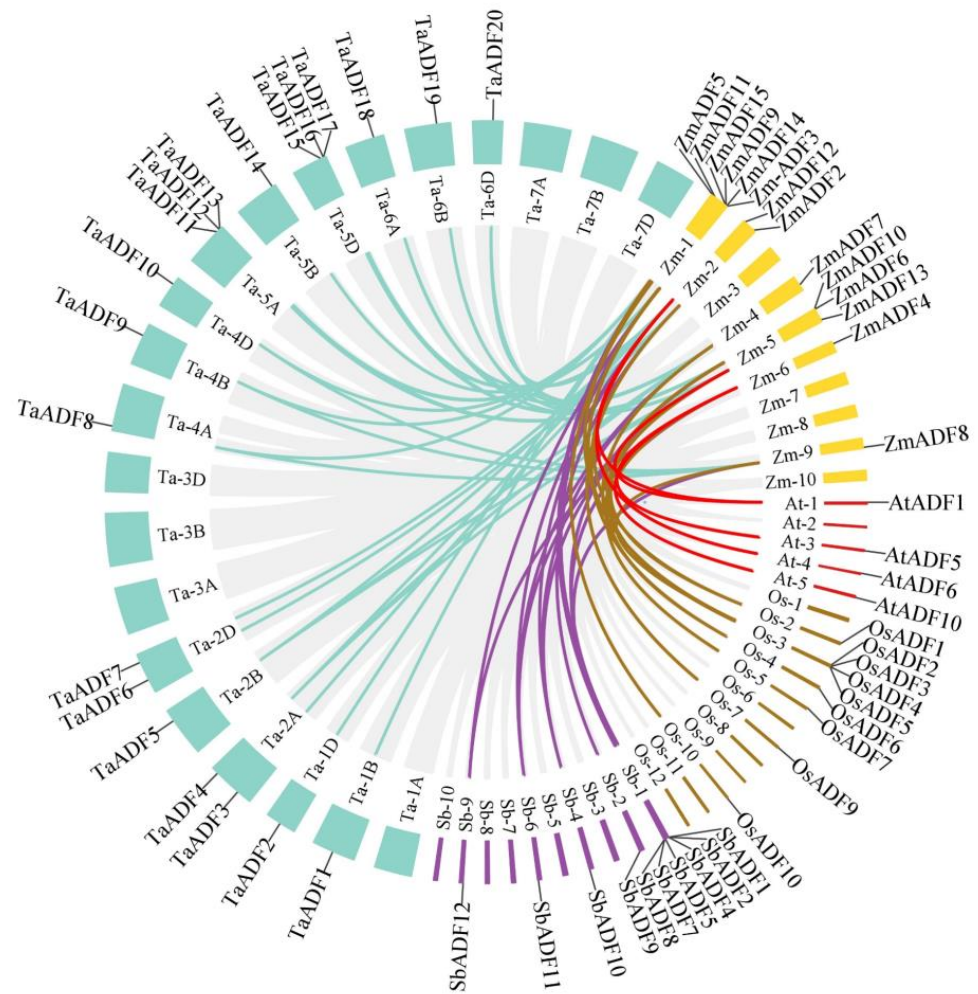 TaADF20
TaADF19
TaADF18
TaADF17
TaADF16
TaADF15
TaADF14
TaADF13
TaADF12
TaADF11
TaADF10
TaADF9
TaADF8
TaADF7
TaADF6
TaADF5
TaADF4
TaADF3
TaADF2
TaADF1
ZmADF5
ZmADF11
ZmADF15
ZmADF9
ZmADF14
Zm-ADF3
ZmADF12
ZmADF2
ZmADF7
ZmADF10
ZmADF6
ZmADF13
ZmADF4
ZmADF8
AtADF1
AtADF5
AtADF6
AtADF10
OsADF1
OsADF2
OsADF3
OsADF4
OsADF5
OsADF6
OsADF7
OsADF9
OsADF10
SbADF1
SbADF2
SbADF4
SbADF5
SbADF7
SbADF8
SbADF9
SbADF10
SbADF11
SbADF12
Ta-7D
Ta-7B
Ta-7A
Ta-6D
Ta-6B
Ta-6A
Ta-5D
Ta-5B
Ta-5A
Ta-4D
Ta-4B
Ta-4A
Ta-3D
Ta-3B
Ta-3A
Ta-2D
Ta-2B
Ta-2A
Ta-1D
Ta-1B
Ta-1A
Zm-1
Zm-2
Zm-3
Zm-4
Zm-5
Zm-6
Zm-7
Zm-8
Zm-9
Zm-10
At-1
At-2
At-3
At-4
At-5
Os-1
Os-2
Os-3
Os-4
Os-5
Os-6
Os-7
Os-8
Os-9
Os-10
Os-11
Os-12
Sb-1
Sb-2
Sb-3
Sb-4
Sb-5
Sb-6
Sb-7
Sb-8
Sb-9
Sb-10